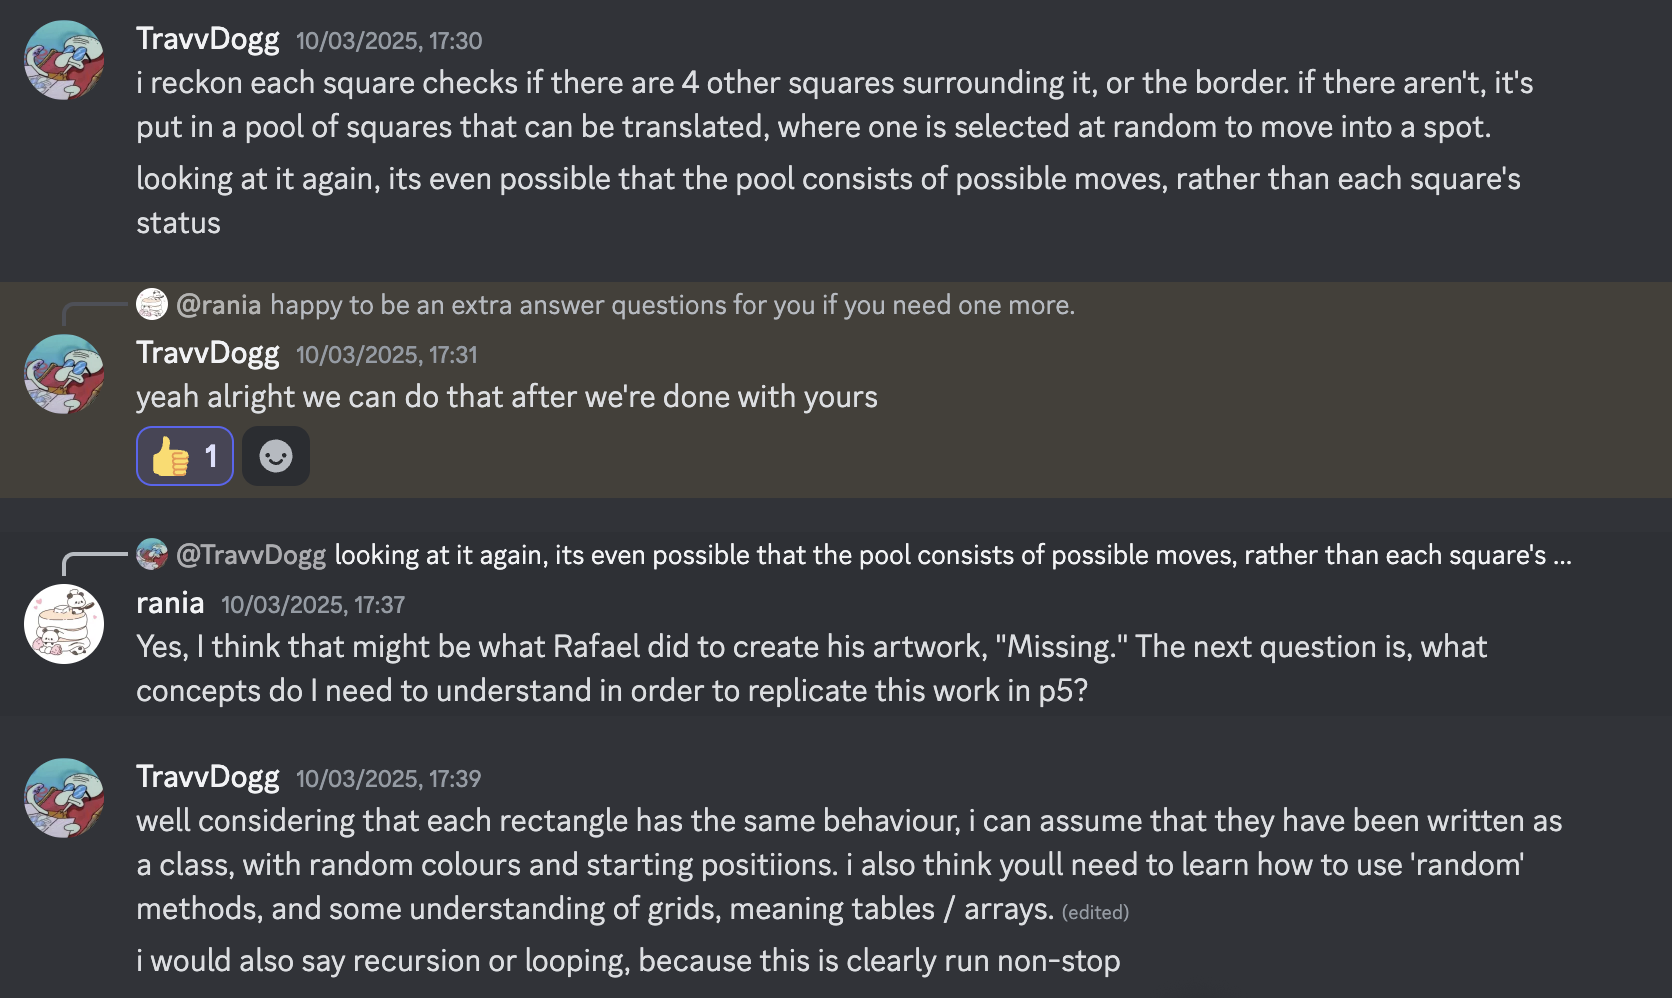 TravvDogg 10/03/2025, 17:30
i reckon each square checks if there are 4 other squares surrounding it, or the border. if there aren't, it's
put in a pool of squares that can be translated, where one is selected at random to move into a spot.
looking at it again, its even possible that the pool consists of possible moves, rather than each square's
status
@rania happy to be an extra answer questions for you if you need one more.
TravvDogg 10/03/2025, 17:31
yeah alright we can do that after we're done with yours
👍 1
@TravvDogg looking at it again, its even possible that the pool consists of possible moves, rather than each square's ...
rania 10/03/2025, 17:37
Yes, I think that might be what Rafael did to create his artwork, "Missing." The next question is, what
concepts do I need to understand in order to replicate this work in p5?
TravvDogg 10/03/2025, 17:39
well considering that each rectangle has the same behaviour, i can assume that they have been written as
a class, with random colours and starting positiions. i also think youll need to learn how to use 'random'
methods, and some understanding of grids, meaning tables / arrays. (edited)
i would also say recursion or looping, because this is clearly run non-stop